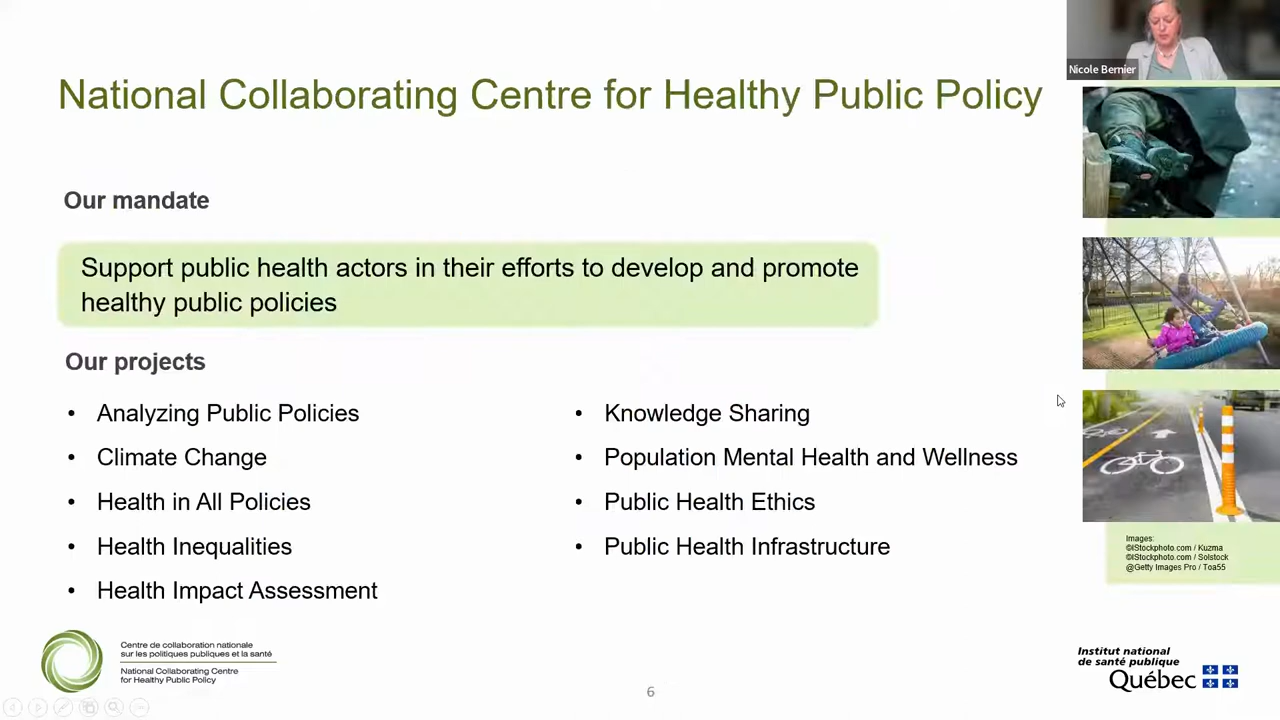 Nicole Bernier
National Collaborating Centre for Healthy Public Policy
Our mandate
Support public health actors in their efforts to develop and promote
healthy public policies
Our projects
• Analyzing Public Policies
• Climate Change
• Health in All Policies
• Health Inequalities
• Health Impact Assessment
• Knowledge Sharing
• Population Mental Health and Wellness
• Public Health Ethics
• Public Health Infrastructure
Images:
©IStockphoto.com / Kuzma
©IStockphoto.com / Solstock
@Getty Images Pro / Toa55
Centre de collaboration nationale
sur les politiques publiques et la santé
National Collaborating Centre
for Healthy Public Policy
6
Institut national
de santé publique
Québec